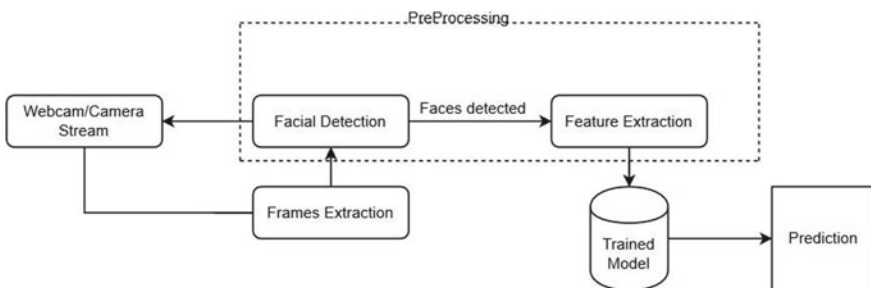 PreProcessing
Webcam/Camera
Stream
Facial Detection
Faces detected
Feature Extraction
Frames Extraction
Trained
Model
Prediction